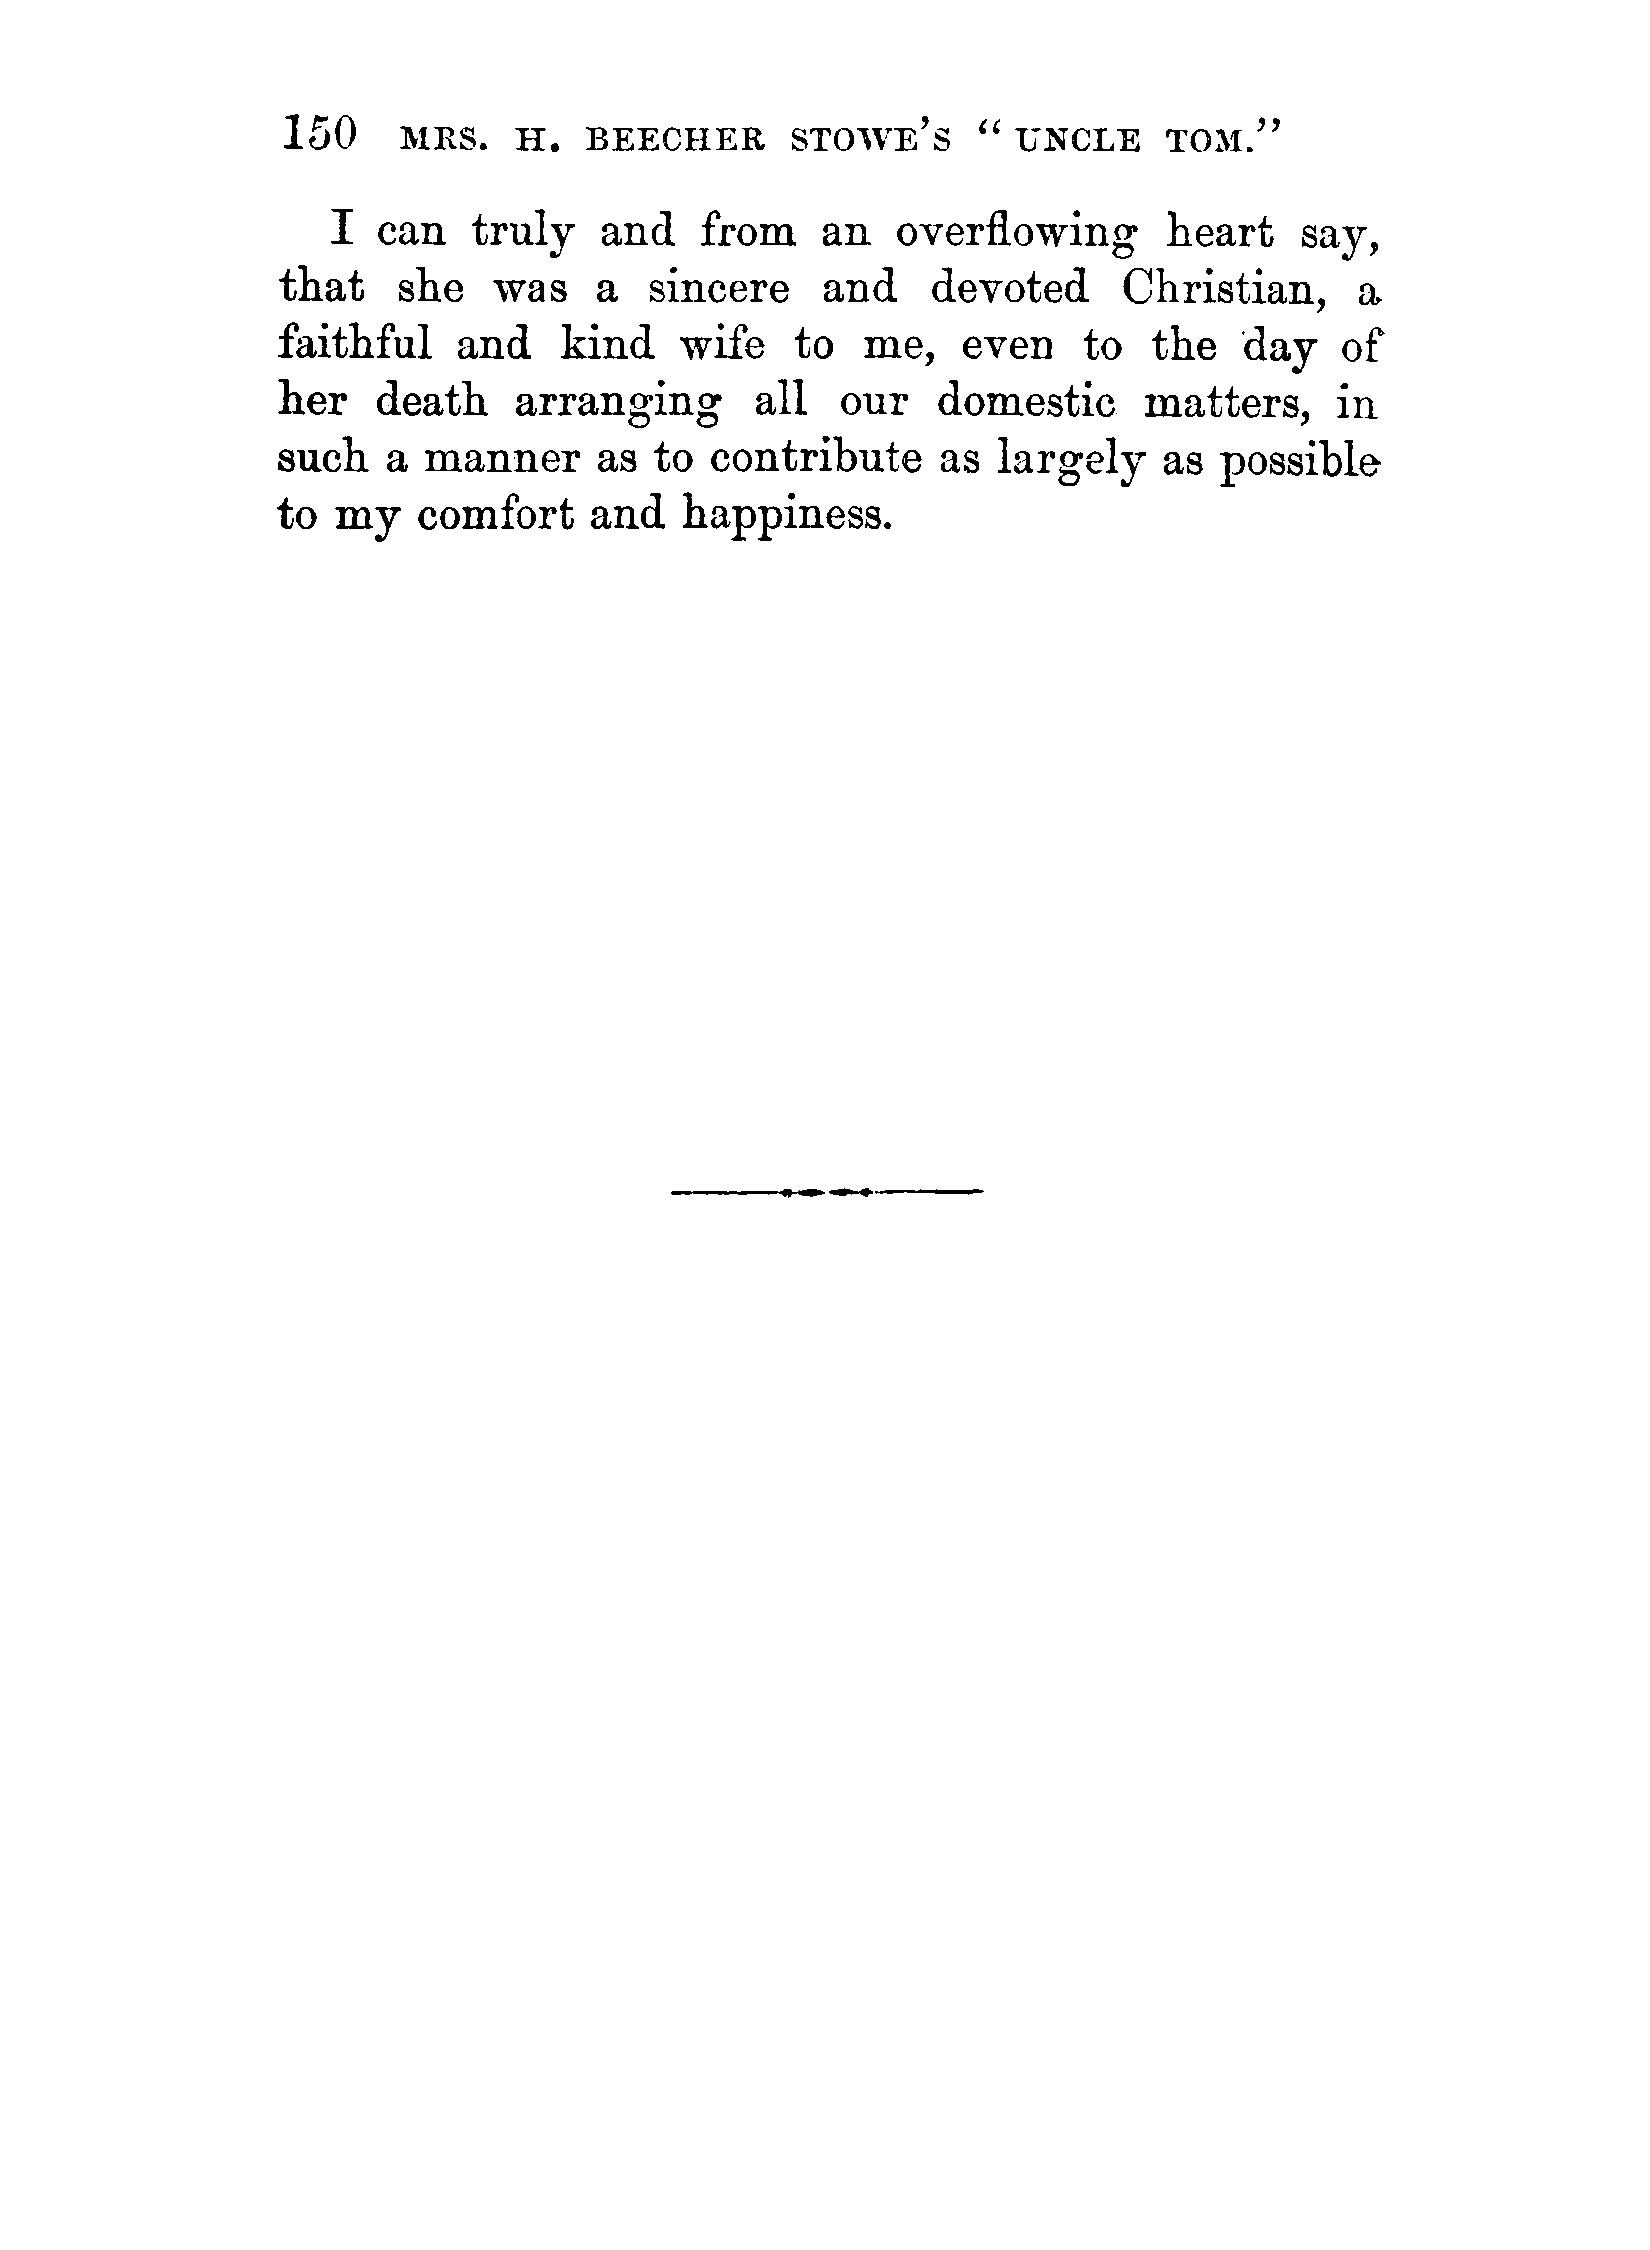 150 MRS. H. BEECHER STOWE'S "UNCLE TOM."
I can truly and from an overflowing heart say,
that she was a sincere and devoted Christian, a
faithful and kind wife to me, even to the day of
her death arranging all our domestic matters, in
such a manner as to contribute as largely as possible
to my comfort and happiness.